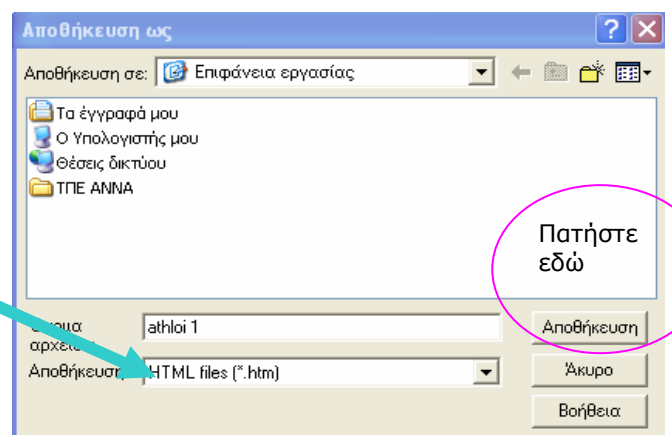 Αποθήκευση ως
Αποθήκευση σε: Επιφάνεια εργασίας
Τα έγγραφά μου
Ο Υπολογιστής μου
Θέσεις δικτύου
ΤΠΕ ΑΝΝΑ
Πατήστε
εδώ
athloi 1
Αποθήκευση
Αποθήκευση HTML files (*.htm)
Άκυρο
Βοήθεια